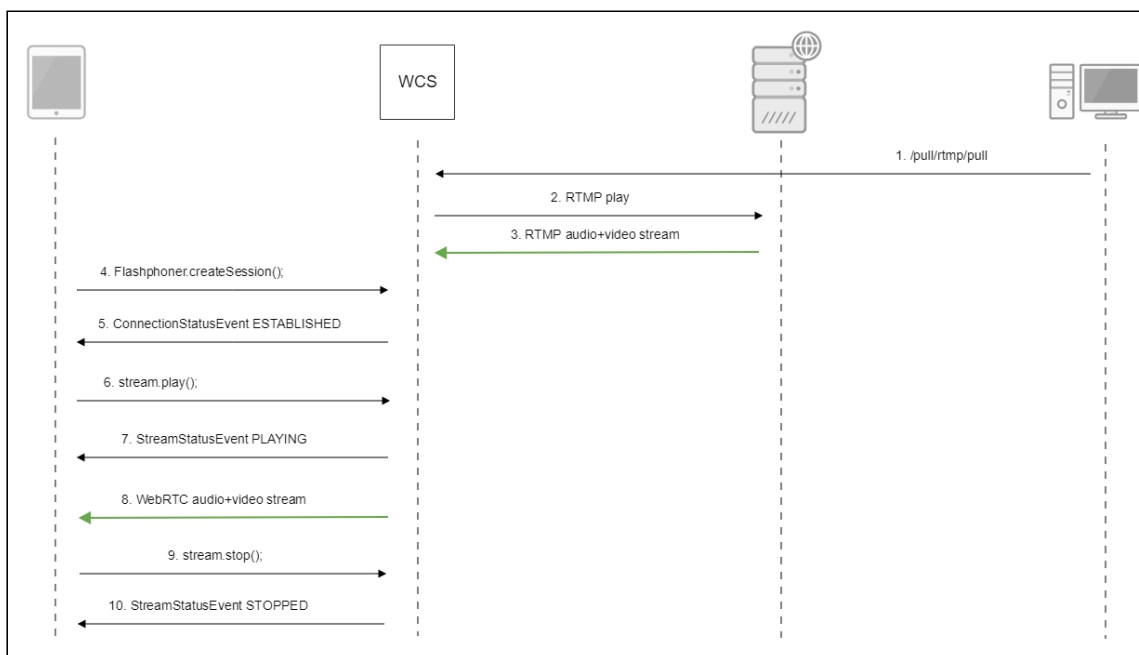 WCS
1. /pull/rtmp/pull
2. RTMP play
3. RTMP audio+video stream
4. Flashphoner.createSession();
5. ConnectionStatusEvent ESTABLISHED
6. stream.play();
7. StreamStatusEvent PLAYING
8. WebRTC audio+video stream
9. stream.stop();
10. StreamStatusEvent STOPPED